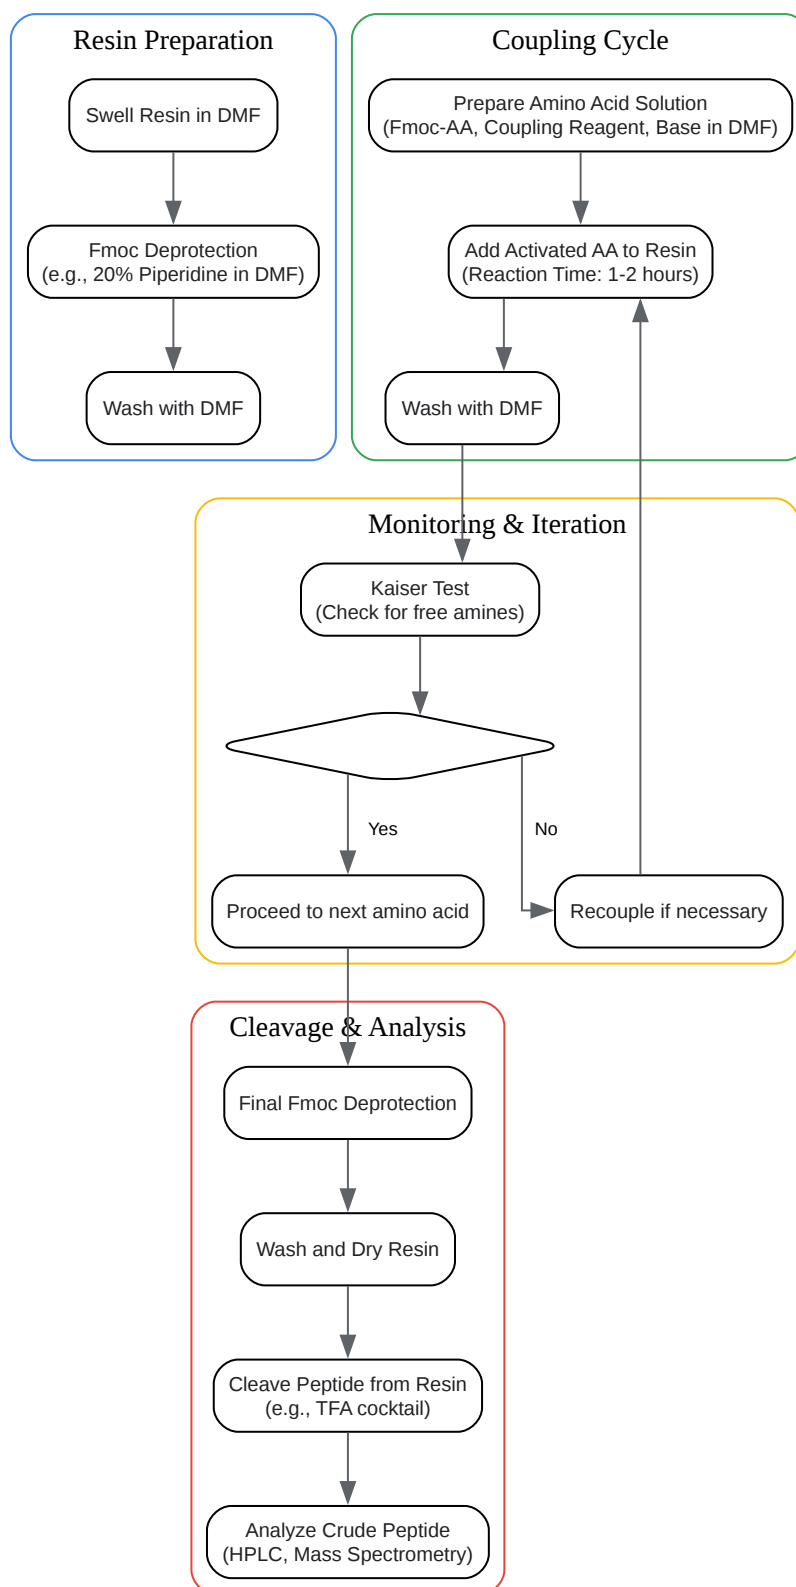 Resin Preparation
Swell Resin in DMF
Fmoc Deprotection
(e.g., 20% Piperidine in DMF)
Wash with DMF
Coupling Cycle
Prepare Amino Acid Solution
(Fmoc-AA, Coupling Reagent, Base in DMF)
Add Activated AA to Resin
(Reaction Time: 1-2 hours)
Wash with DMF
Monitoring & Iteration
Kaiser Test
(Check for free amines)
Yes
No
Proceed to next amino acid
Recouple if necessary
Cleavage & Analysis
Final Fmoc Deprotection
Wash and Dry Resin
Cleave Peptide from Resin
(e.g., TFA cocktail)
Analyze Crude Peptide
(HPLC, Mass Spectrometry)